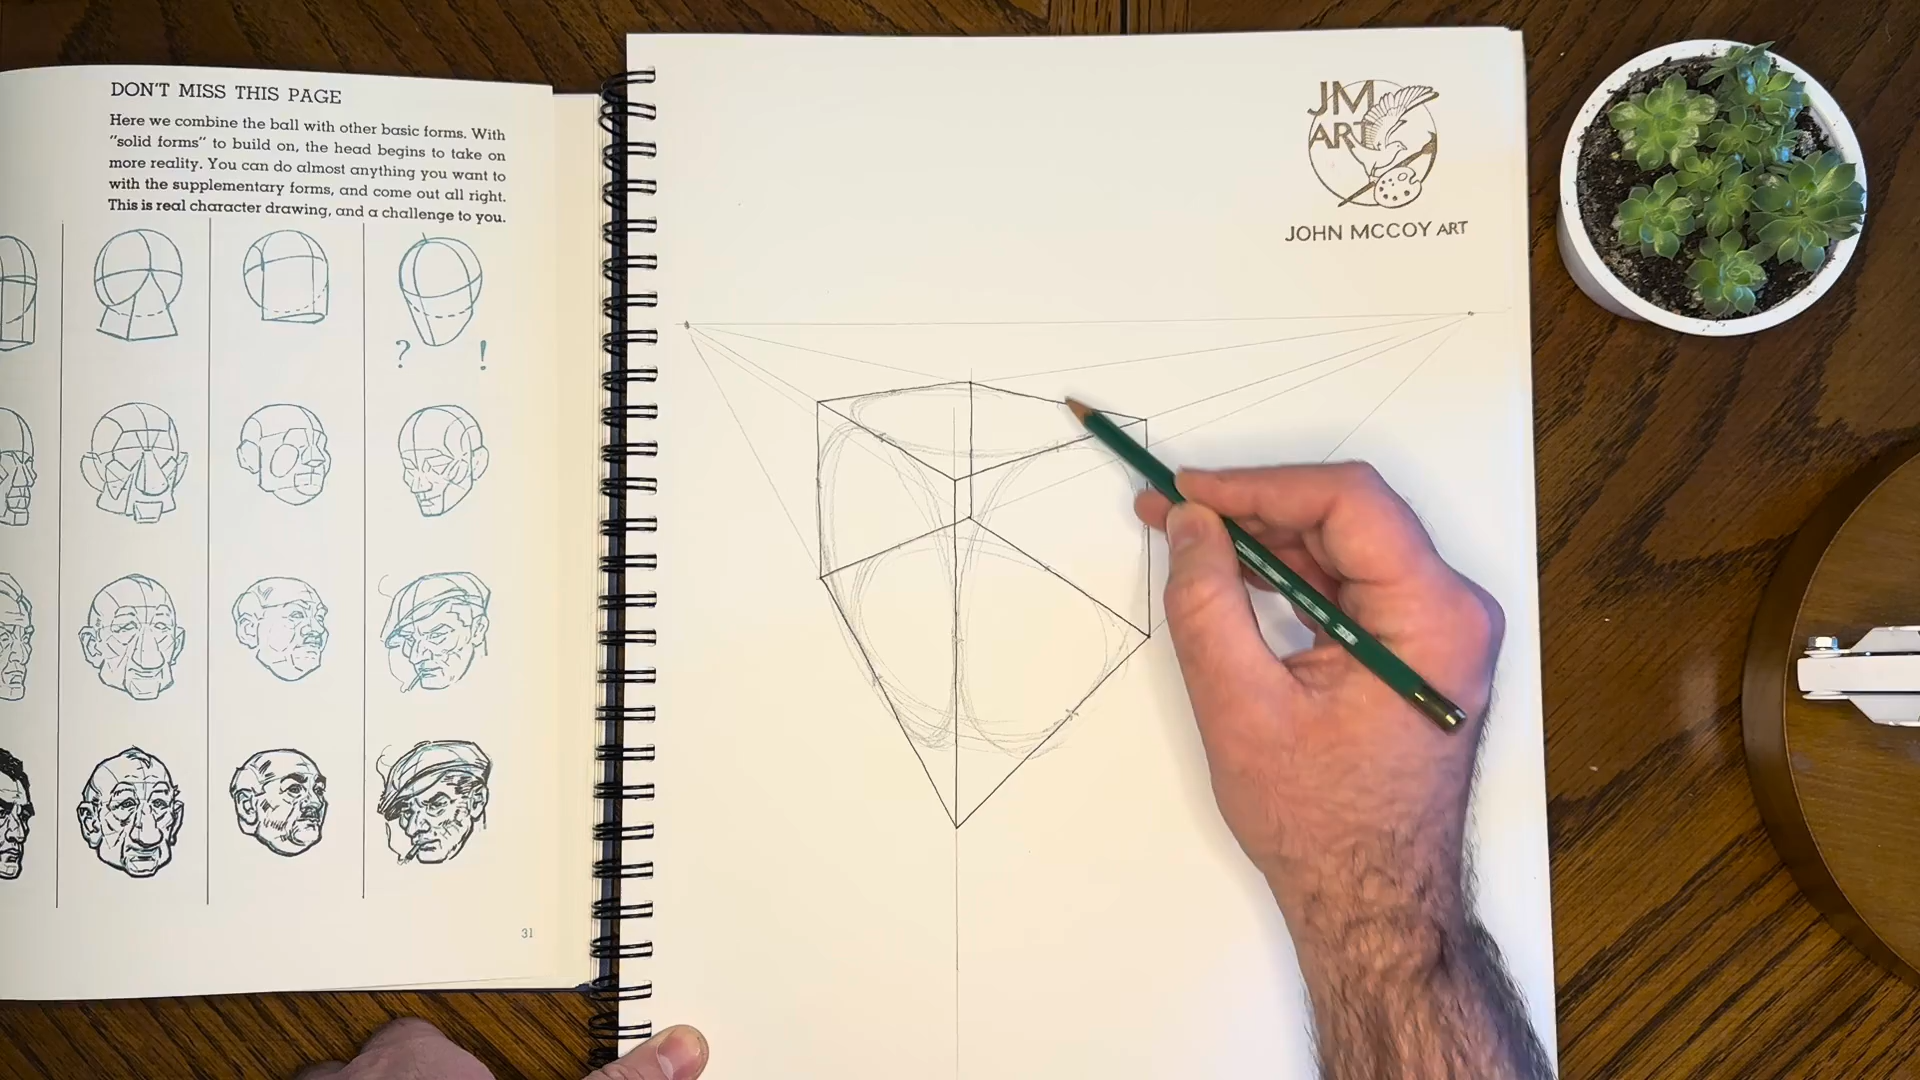 DON'T MISS THIS PAGE
Here we combine the ball with other basic forms. With
"solid forms" to build on, the head begins to take on
more reality. You can do almost anything you want to
with the supplementary forms, and come out all right.
This is real character drawing, and a challenge to you.
? !
31
JM
ART
JOHN MCCOY ART